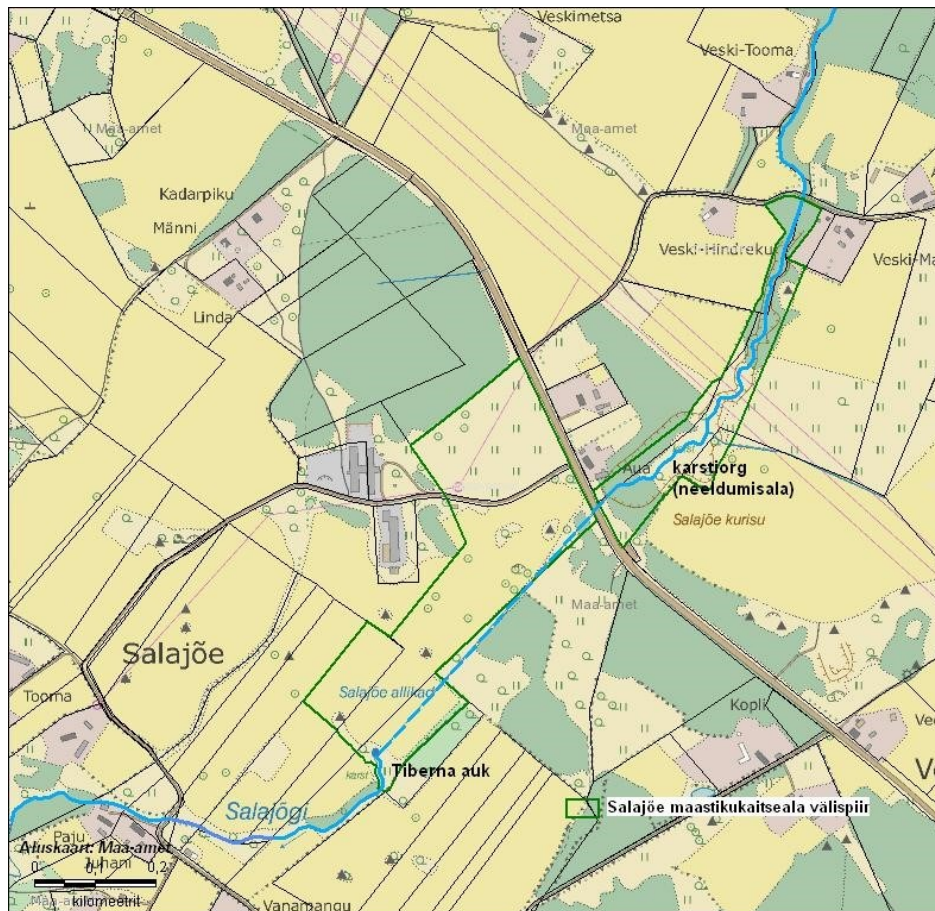 Veskimetsa
Veski-Tooma
Maa-amet
Maa-amet
Kadarpiku
Männi
Veski-Hindreku
Veski-Ma
Linda
Aua
karstiorg
(neeldumisala)
Salajõe kurisu
Maa-amet
Salajõe
Tooma
Salajõe allikad
Kopli
Tiberna auk
karst
Salajõgi
Salajõe maastikukaitseala välispiir
Paju
Aluskaart: Maa-amet
Juhani
0 0,1 0,2
kilomeetrit
Vanamangu